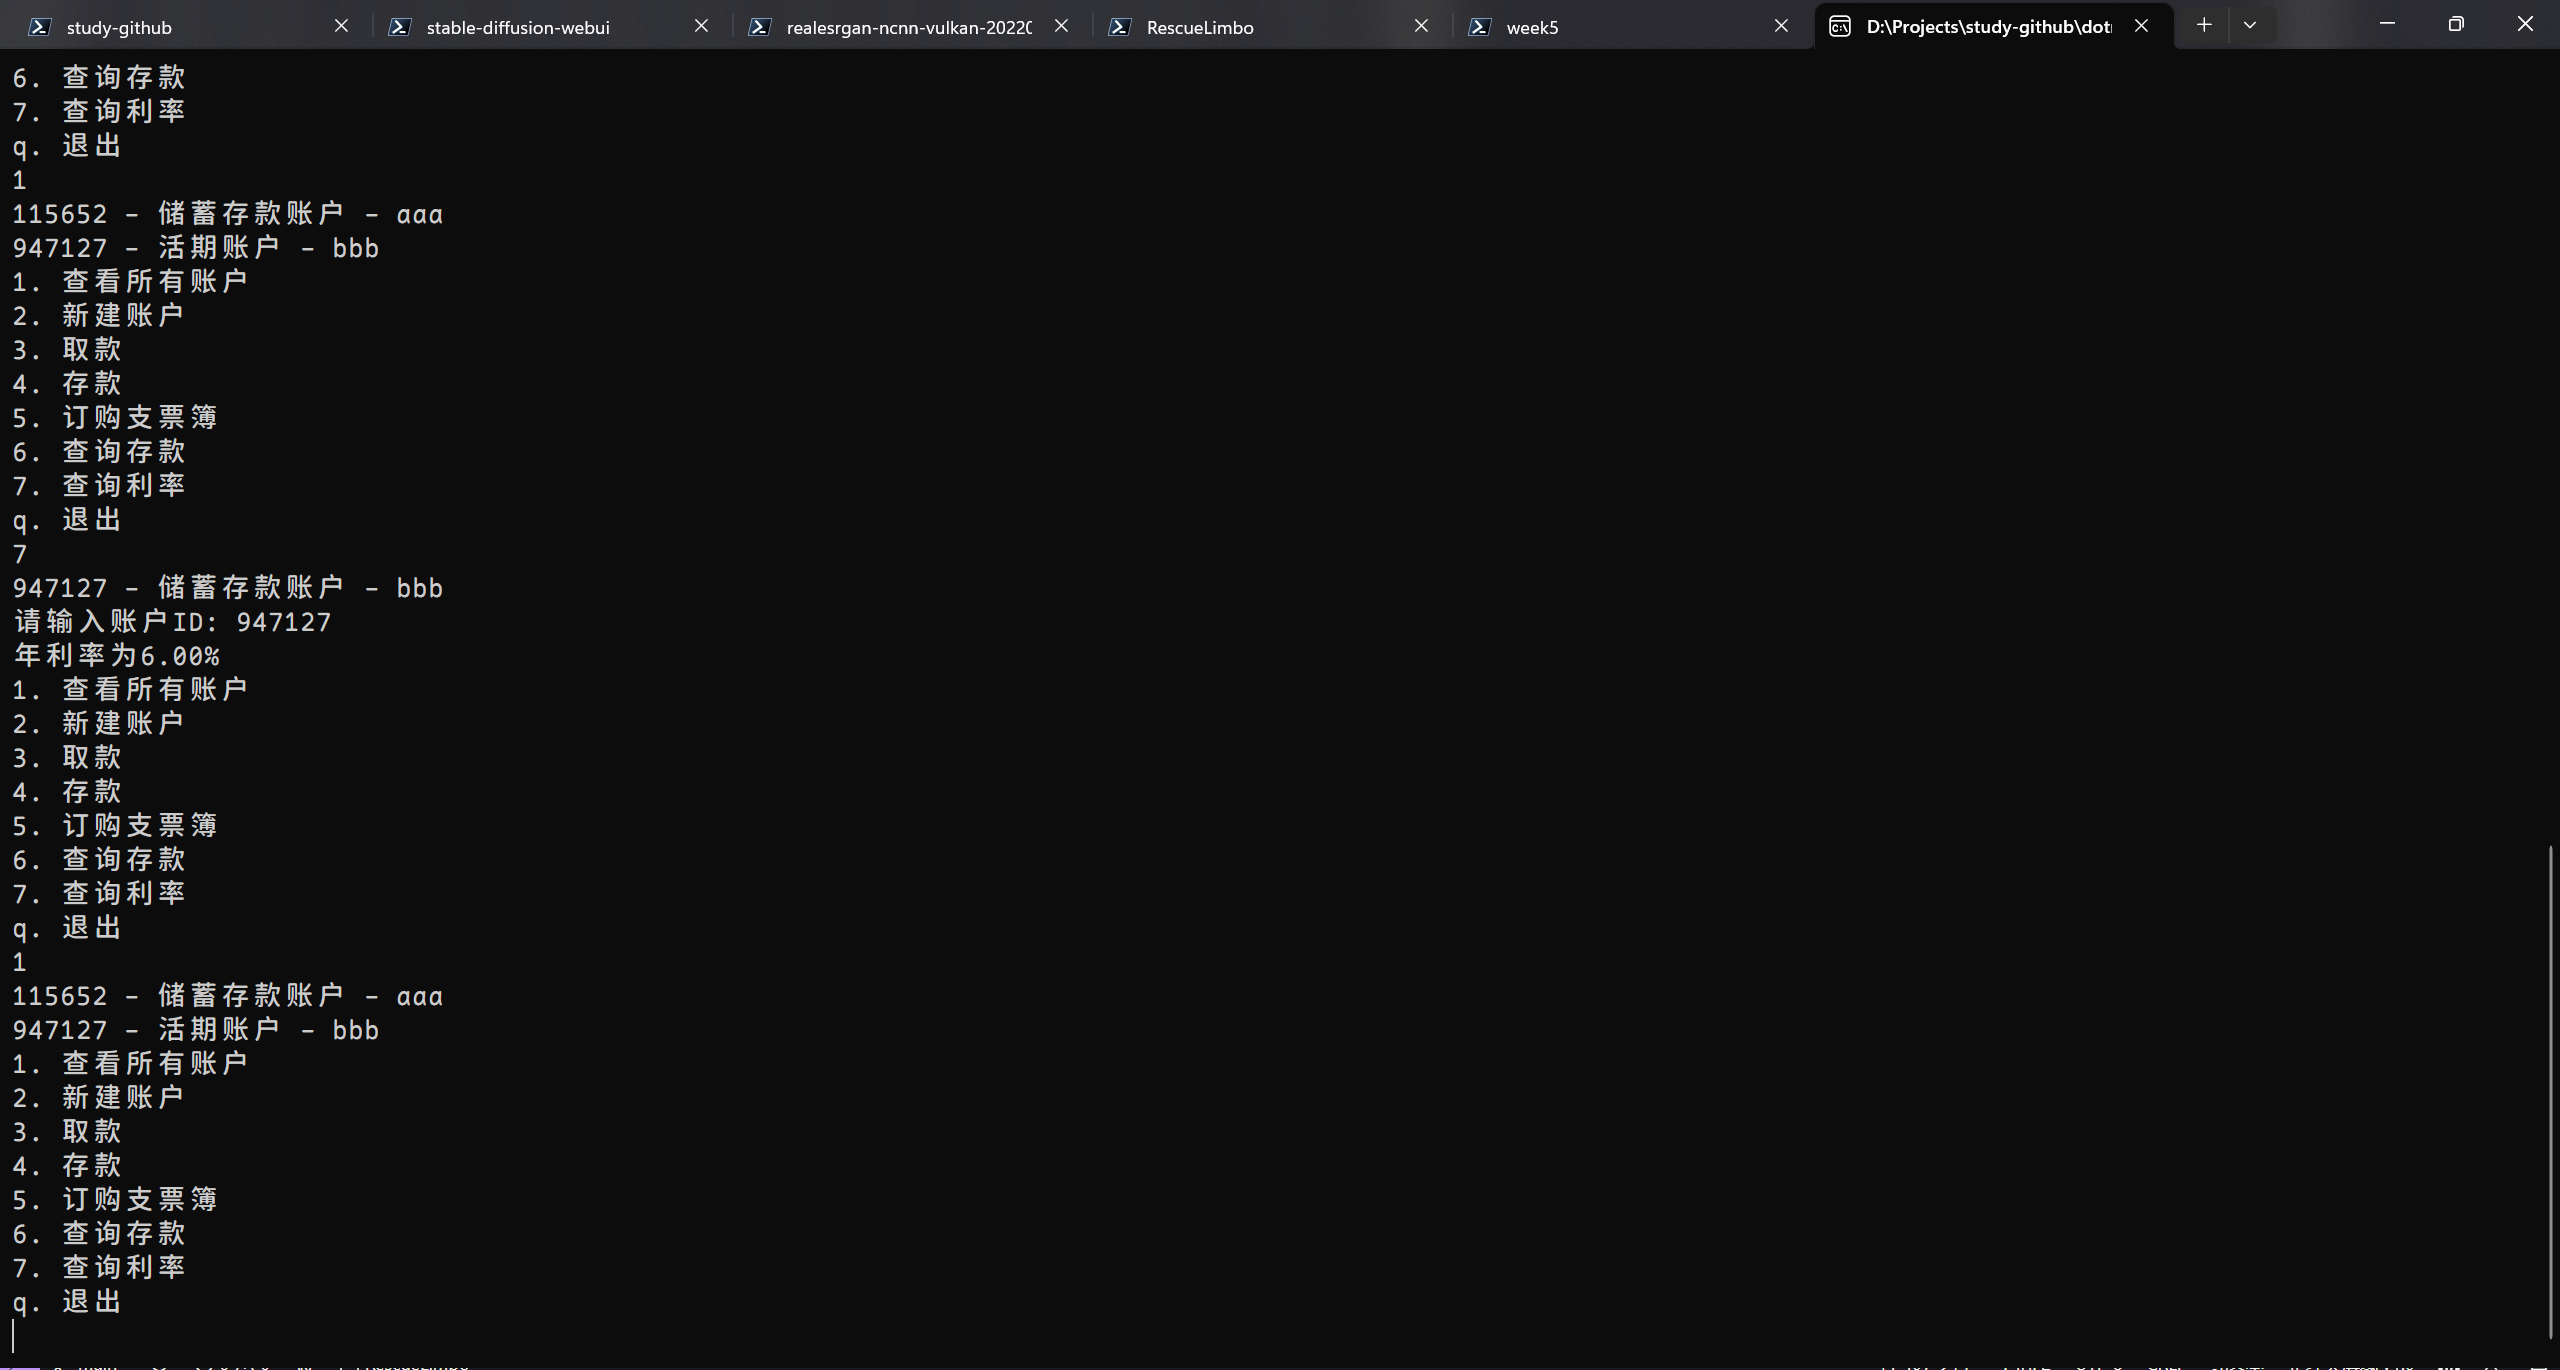 study-github
stable-diffusion-webui
realesrgan-ncnn-vulkan-2022
RescueLimbo
week5
D:\Projects\study-github\dot
6. 查询存款
7. 查询利率
q. 退出
1
115652 - 储蓄存款账户 - aaa
947127 - 活期账户 - bbb
1. 查看所有账户
2. 新建账户
3. 取款
4. 存款
5. 订购支票簿
6. 查询存款
7. 查询利率
q. 退出
7
947127 - 储蓄存款账户 - bbb
请输入账户ID: 947127
年利率为6.00%
1. 查看所有账户
2. 新建账户
3. 取款
4. 存款
5. 订购支票簿
6. 查询存款
7. 查询利率
q. 退出
1
115652 - 储蓄存款账户 - aaa
947127 - 活期账户 - bbb
1. 查看所有账户
2. 新建账户
3. 取款
4. 存款
5. 订购支票簿
6. 查询存款
7. 查询利率
q. 退出